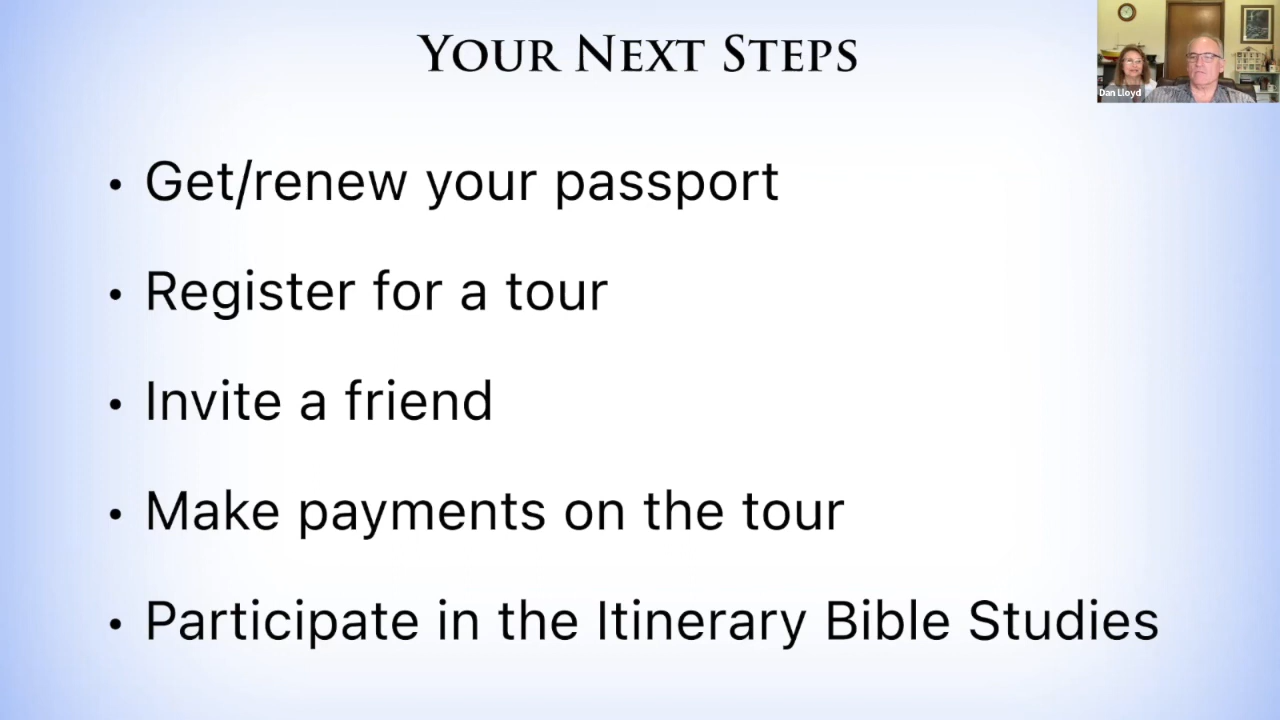 Your Next Steps
Dan Lloyd
• Get/renew your passport
• Register for a tour
• Invite a friend
• Make payments on the tour
• Participate in the Itinerary Bible Studies